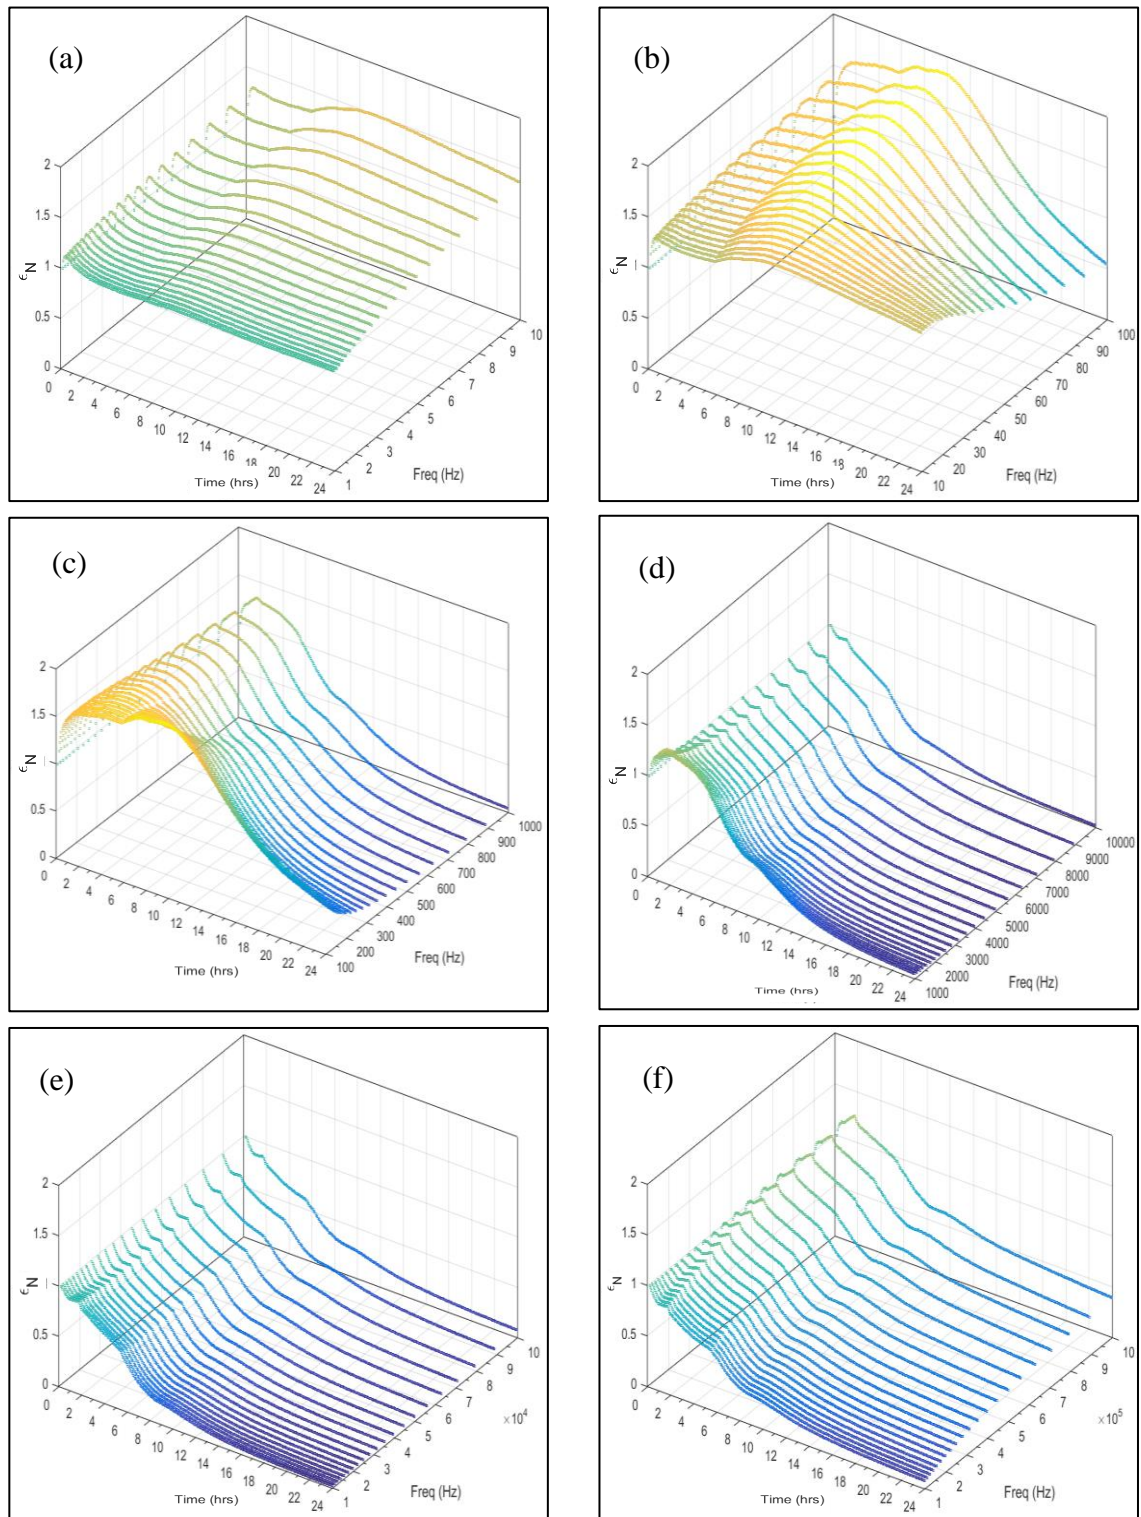 (a)
2
1.5
1
0.5
0
ϵN
0 2 4 6 8 10 12 14 16 18 20 22 24
Time (hrs)
1 2 3 4 5 6 7 8 9 10
Freq (Hz)
(b)
2
1.5
1
0.5
0
ϵN
0 2 4 6 8 10 12 14 16 18 20 22 24
Time (hrs)
10 20 30 40 50 60 70 80 90 100
Freq (Hz)
(c)
2
1.5
1
0.5
0
ϵN
0 2 4 6 8 10 12 14 16 18 20 22 24
Time (hrs)
100 200 300 400 500 600 700 800 900 1000
Freq (Hz)
(d)
2
1.5
1
0.5
0
ϵN
0 2 4 6 8 10 12 14 16 18 20 22 24
Time (hrs)
1000 2000 3000 4000 5000 6000 7000 8000 9000 10000
Freq (Hz)
(e)
2
1.5
1
0.5
0
ϵN
0 2 4 6 8 10 12 14 16 18 20 22 24
Time (hrs)
1 2 3 4 5 6 7 8 9 10
×10⁴
Freq (Hz)
(f)
2
1.5
1
0.5
0
ϵN
0 2 4 6 8 10 12 14 16 18 20 22 24
Time (hrs)
1 2 3 4 5 6 7 8 9 10
×10⁵
Freq (Hz)